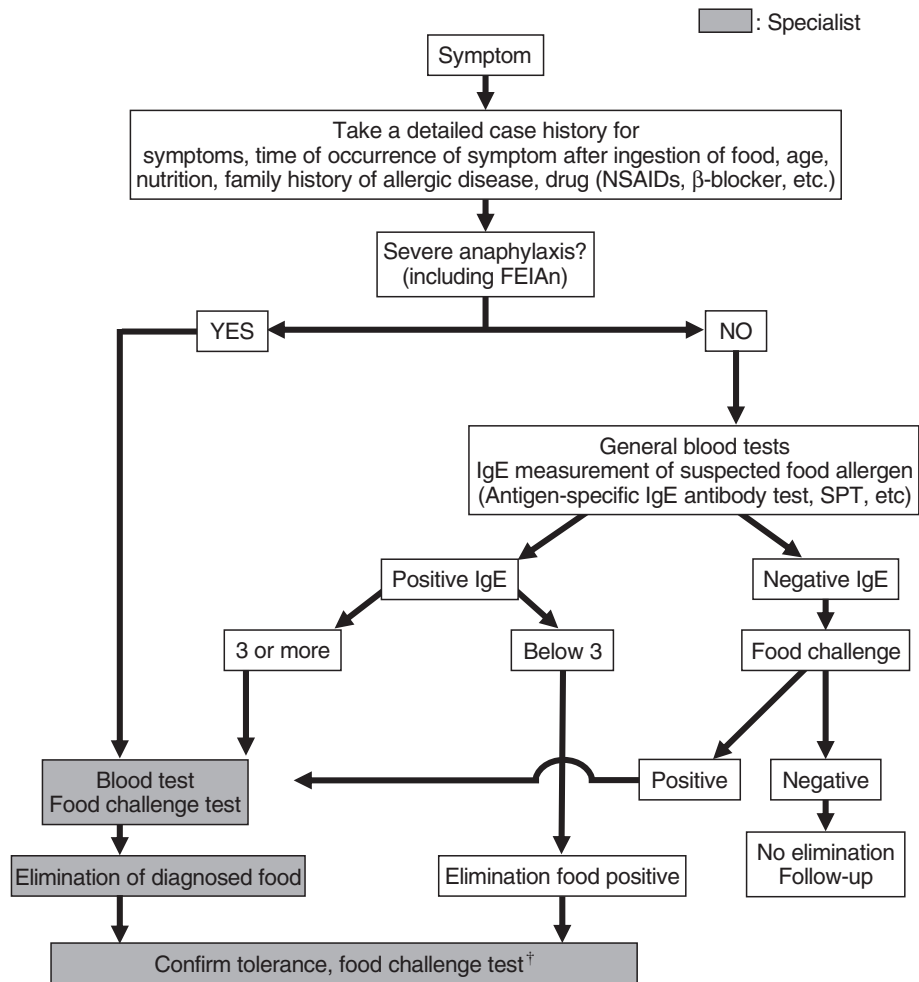 : Specialist
Symptom
Take a detailed case history for
symptoms, time of occurrence of symptom after ingestion of food, age,
nutrition, family history of allergic disease, drug (NSAIDs, β-blocker, etc.)
Severe anaphylaxis?
(including FEIAn)
YES
NO
General blood tests
IgE measurement of suspected food allergen
(Antigen-specific IgE antibody test, SPT, etc)
Positive IgE
Negative IgE
3 or more
Below 3
Food challenge
Blood test
Food challenge test
Positive
Negative
Elimination of diagnosed food
Elimination food positive
No elimination
Follow-up
Confirm tolerance, food challenge test†